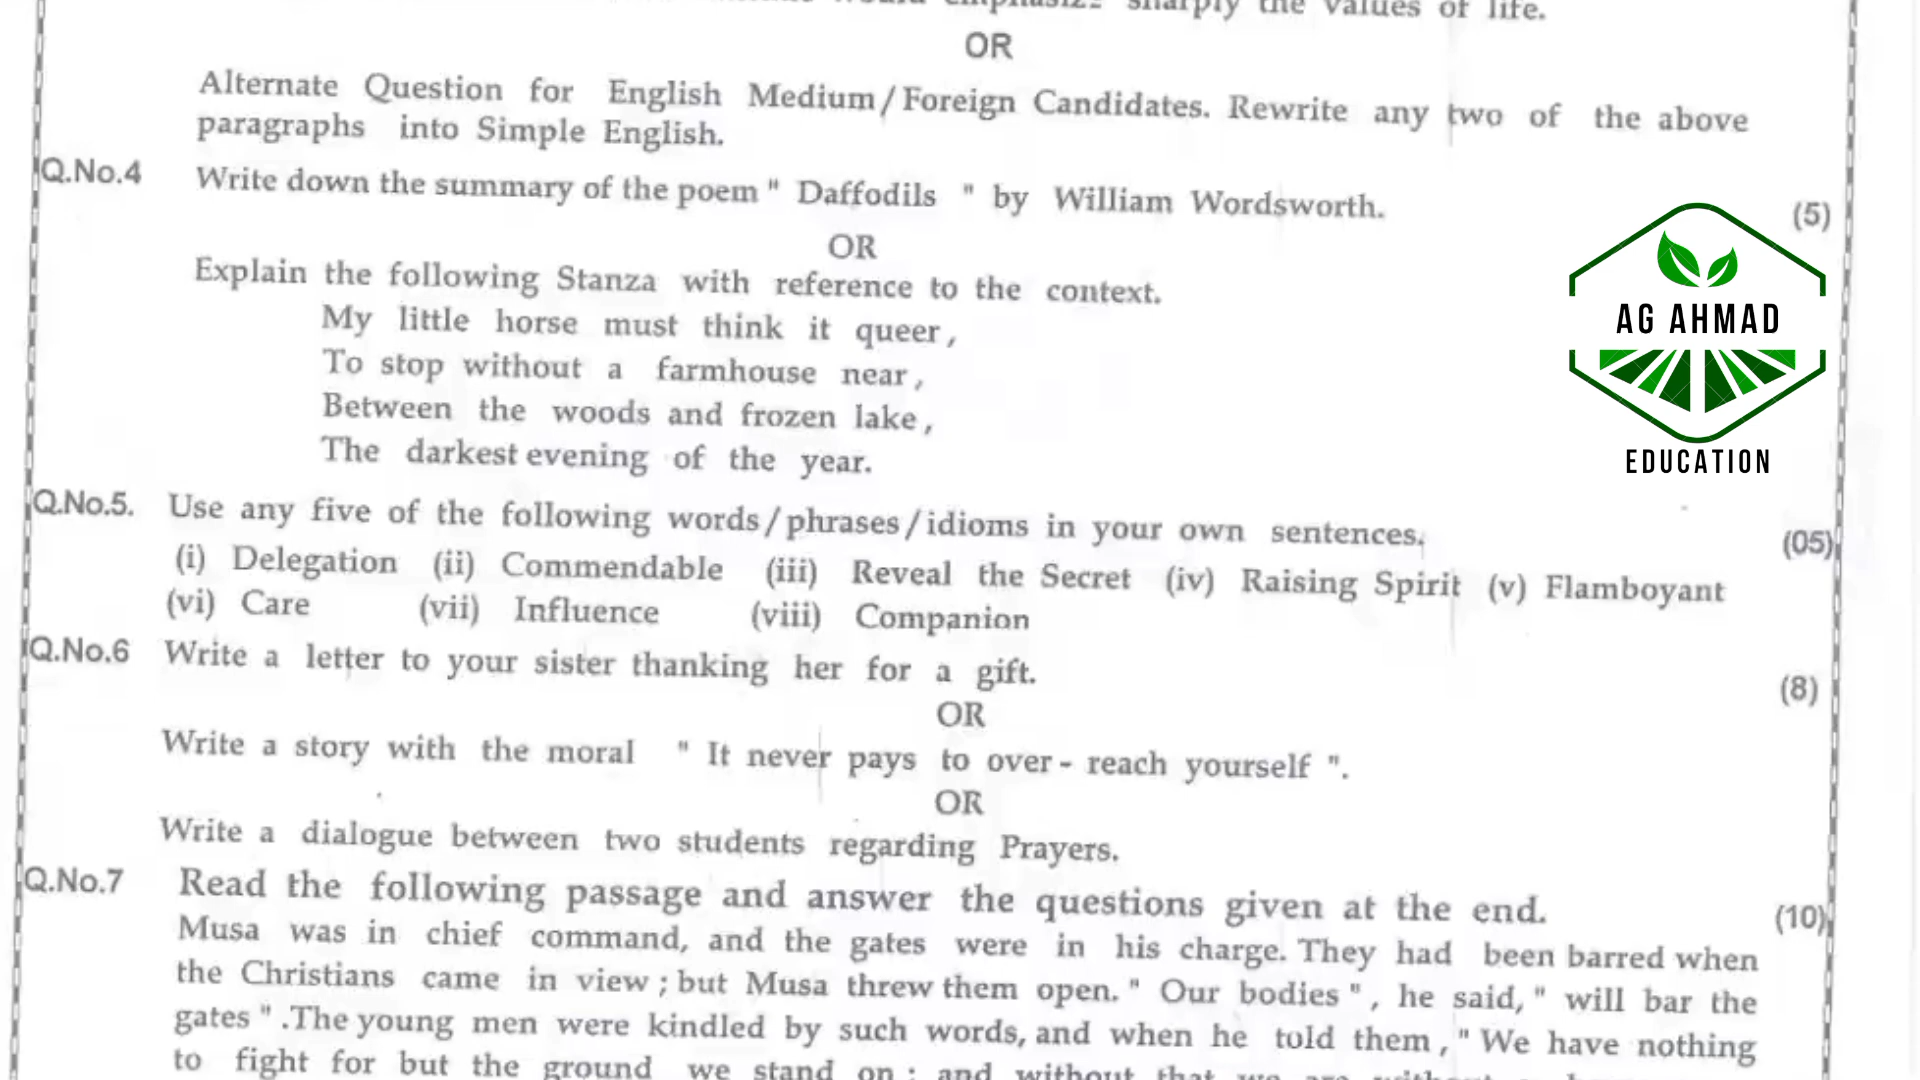 sharply the values of life.
OR
Alternate Question for English Medium/Foreign Candidates. Rewrite any two of the above
paragraphs into Simple English.
Q.No.4 Write down the summary of the poem " Daffodils " by William Wordsworth. (5)
OR
Explain the following Stanza with reference to the context.
My little horse must think it queer,
To stop without a farmhouse near,
Between the woods and frozen lake,
The darkest evening of the year.
AG AHMAD
EDUCATION
Q.No.5. Use any five of the following words/phrases/idioms in your own sentences. (05)
(i) Delegation (ii) Commendable (iii) Reveal the Secret (iv) Raising Spirit (v) Flamboyant
(vi) Care (vii) Influence (viii) Companion
Q.No.6 Write a letter to your sister thanking her for a gift. (8)
OR
Write a story with the moral " It never pays to over- reach yourself ".
OR
Write a dialogue between two students regarding Prayers.
Q.No.7 Read the following passage and answer the questions given at the end. (10)
Musa was in chief command, and the gates were in his charge. They had been barred when
the Christians came in view ; but Musa threw them open. " Our bodies ", he said, " will bar the
gates " .The young men were kindled by such words, and when he told them , " We have nothing
to fight for but the ground we stand on ; and without that we are without